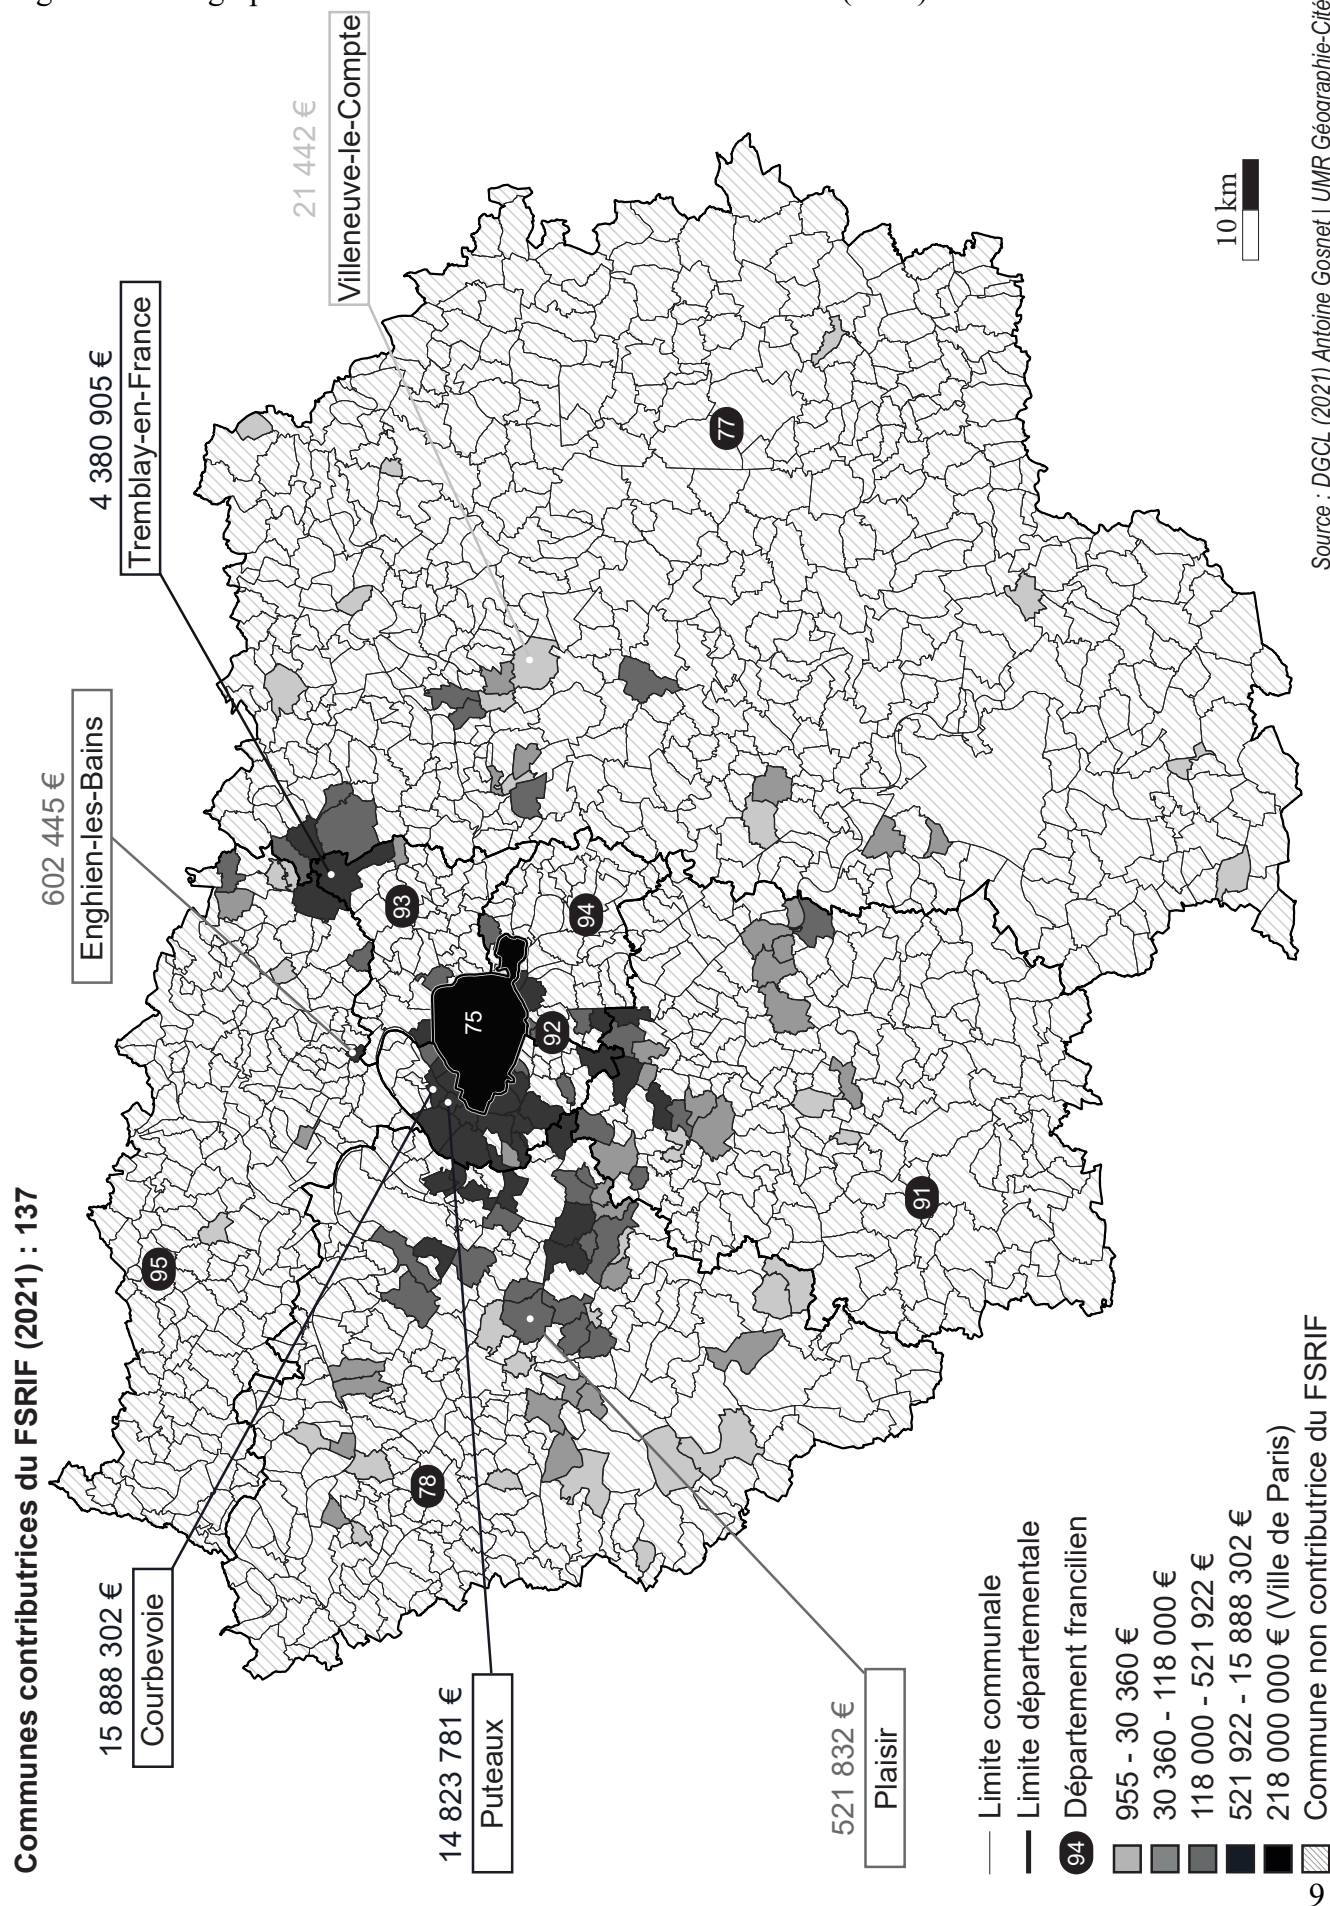 Communes contributrices du FSRIF (2021) : 137
15 888 302 €
Courbevoie
602 445 €
Enghien-les-Bains
4 380 905 €
Tremblay-en-France
21 442 €
Villeneuve-le-Compte
14 823 781 €
Puteaux
521 832 €
Plaisir
95
78
75
92
93
94
91
77
Limite communale
Limite départementale
94 Département francilien
955 - 30 360 €
30 360 - 118 000 €
118 000 - 521 922 €
521 922 - 15 888 302 €
218 000 000 € (Ville de Paris)
Commune non contributrice du FSRIF
10 km
Source : DGCL (2021) Antoine Gosnet | UMR Géographie-Cité
9